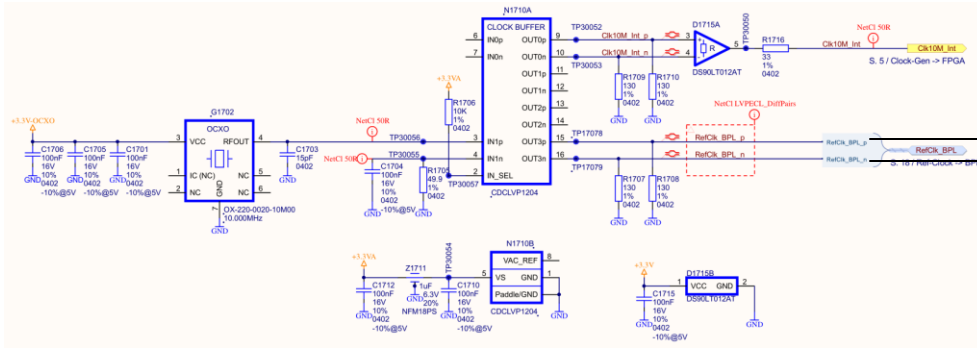 N1710A
CLOCK BUFFER
6 IN0p OUT0p 9
7 IN0n OUT0n 10
OUT1p 11
OUT1n 12
OUT2p 13
OUT2n 14
3 IN1p OUT3p 15
4 IN1n OUT3n 16
2 IN_SEL
CDCLVP1204
TP30052
Clk10M_Int_p
Clk10M_Int_n
TP30053
R1709
130
1%
0402
R1710
130
1%
0402
GND
GND
D1715A
3
4
R
5
DS90LT012AT
TP30050
R1716
33
1%
0402
NetCl 50R
Clk10M_Int
Clk10M_Int
S. 5 / Clock-Gen -> FPGA
NetCl LVPECL_DiffPairs
TP17078
RefClk_BPL_p
RefClk_BPL_n
TP17079
R1707
130
1%
0402
R1708
130
1%
0402
GND
GND
RefClk_BPL_p
RefClk_BPL_n
RefClk_BPL
S. 18 / Ref-Clock -> BP
+3.3V-OCXO
C1706
100nF
16V
10%
0402
-10%@5V
GND
C1705
100nF
16V
10%
0402
-10%@5V
GND
C1701
100nF
16V
10%
0402
-10%@5V
GND
G1702
OCXO
3 VCC RFOUT 4
1 IC (NC) NC 5
2 NC NC 6
GND
7
OX-220-0020-10M00
10.000MHz
GND
C1703
15pF
0402
GND
NetCl 50R
TP30056
NetCl 50R
TP30055
C1704
100nF
16V
10%
0402
-10%@5V
GND
R1705
49.9
1%
0402
GND
+3.3VA
R1706
10K
1%
0402
TP30057
+3.3VA
C1712
100nF
16V
10%
0402
-10%@5V
GND
Z1711
1uF
6.3V
20%
NFM18PS
GND
TP30054
C1710
100nF
16V
10%
0402
-10%@5V
GND
N1710B
VAC_REF 8
5 VS GND 1
Paddle/GND
CDCLVP1204
GND
+3.3V
C1715
100nF
16V
10%
0402
-10%@5V
GND
D1715B
1 VCC GND 2
DS90LT012AT
GND